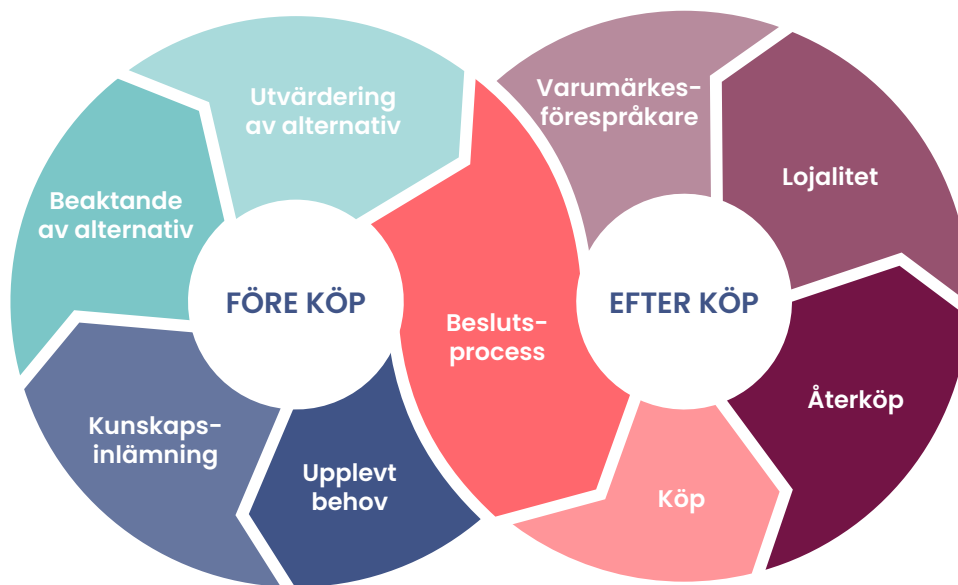 Utvärdering
av alternativ
Varumärkes-
förespråkare
Beaktande
av alternativ
Lojalitet
FÖRE KÖP
EFTER KÖP
Besluts-
process
Återköp
Kunskaps-
inlämning
Upplevt
behov
Köp